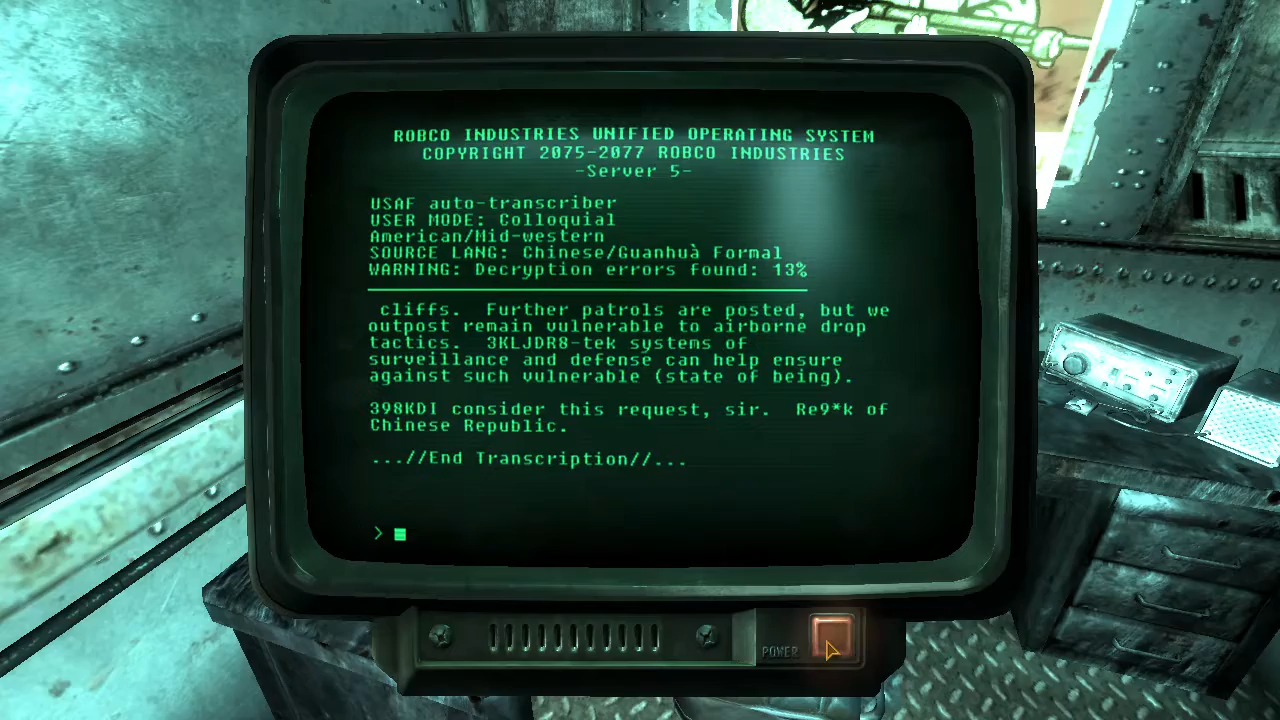 ROBCO INDUSTRIES UNIFIED OPERATING SYSTEM
COPYRIGHT 2075-2077 ROBCO INDUSTRIES
-Server 5-
USAF auto-transcriber
USER MODE: Colloquial
American/Mid-western
SOURCE LANG: Chinese/Guanhuà Formal
WARNING: Decryption errors found: 13%
cliffs.  Further patrols are posted, but we
outpost remain vulnerable to airborne drop
tactics.  3KLJDR8-tek systems of
surveillance and defense can help ensure
against such vulnerable (state of being).
398KDI consider this request, sir.  Re9*k of
Chinese Republic.
...//End Transcription//...
>
POWER